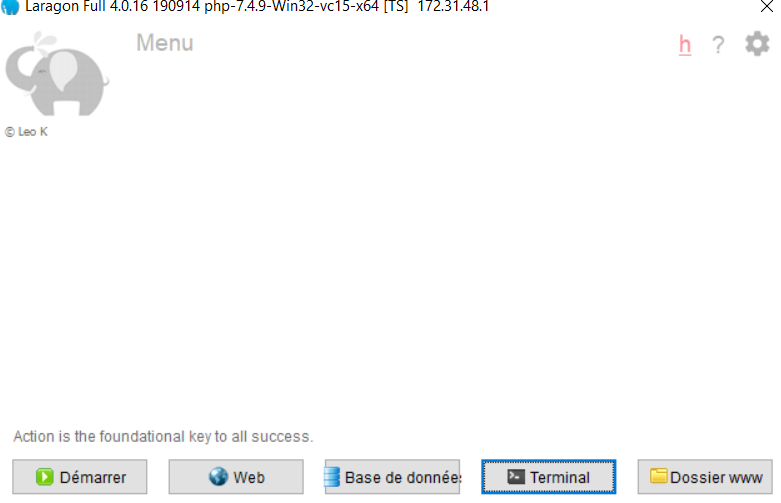 Laragon Full 4.0.16 190914 php-7.4.9-Win32-vc15-x64 [TS] 172.31.48.1
Menu
h ?
© Leo K
Action is the foundational key to all success.
Démarrer Web Base de donnée Terminal Dossier www